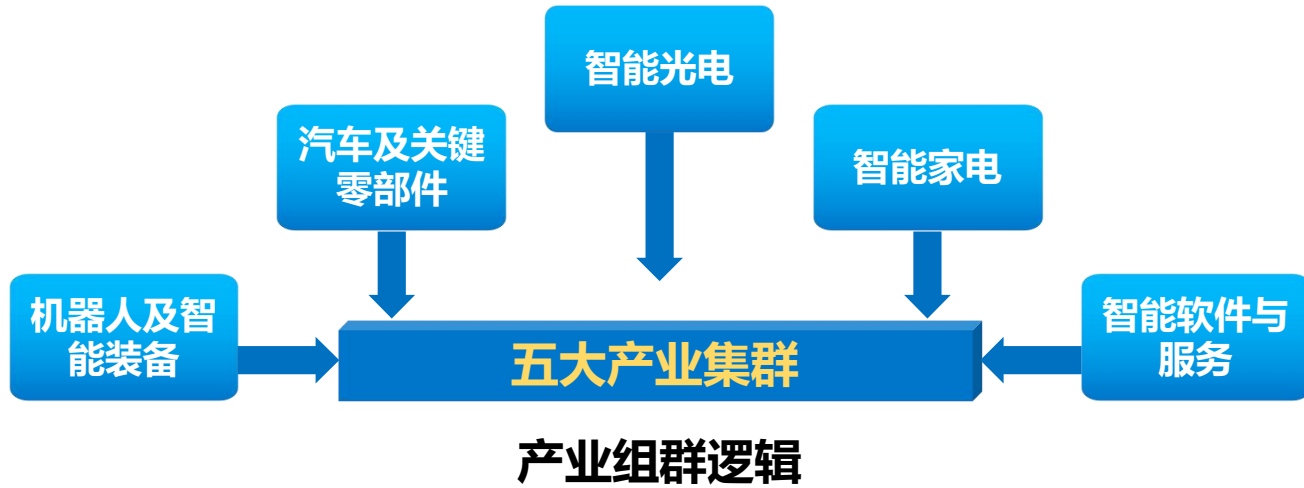 智能光电
汽车及关键
零部件
智能家电
机器人及智
能装备
智能软件与
服务
五大产业集群
产业组群逻辑